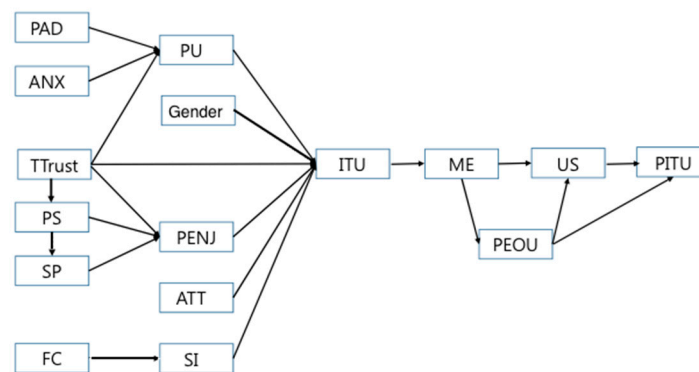 PAD
PU
ANX
Gender
TTrust
ITU
ME
US
PITU
PS
PENJ
PEOU
SP
ATT
FC
SI